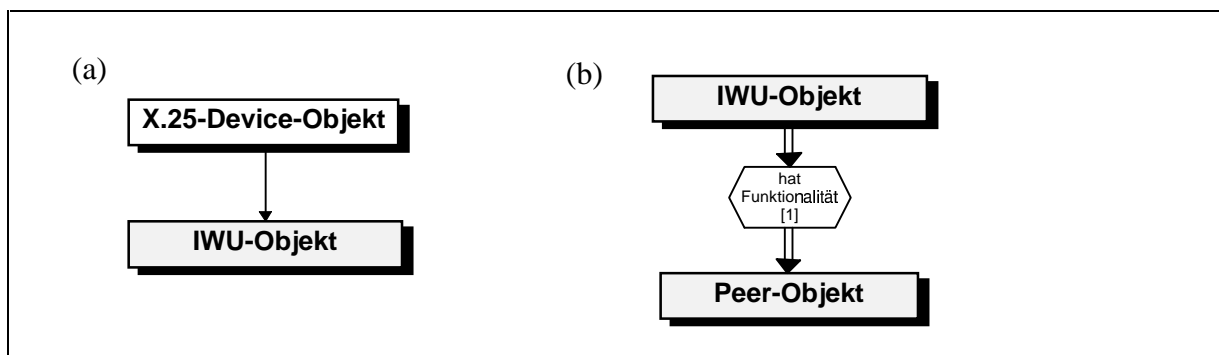 (a)
X.25-Device-Objekt
IWU-Objekt
(b)
IWU-Objekt
hat
Funktionalität
[1]
Peer-Objekt